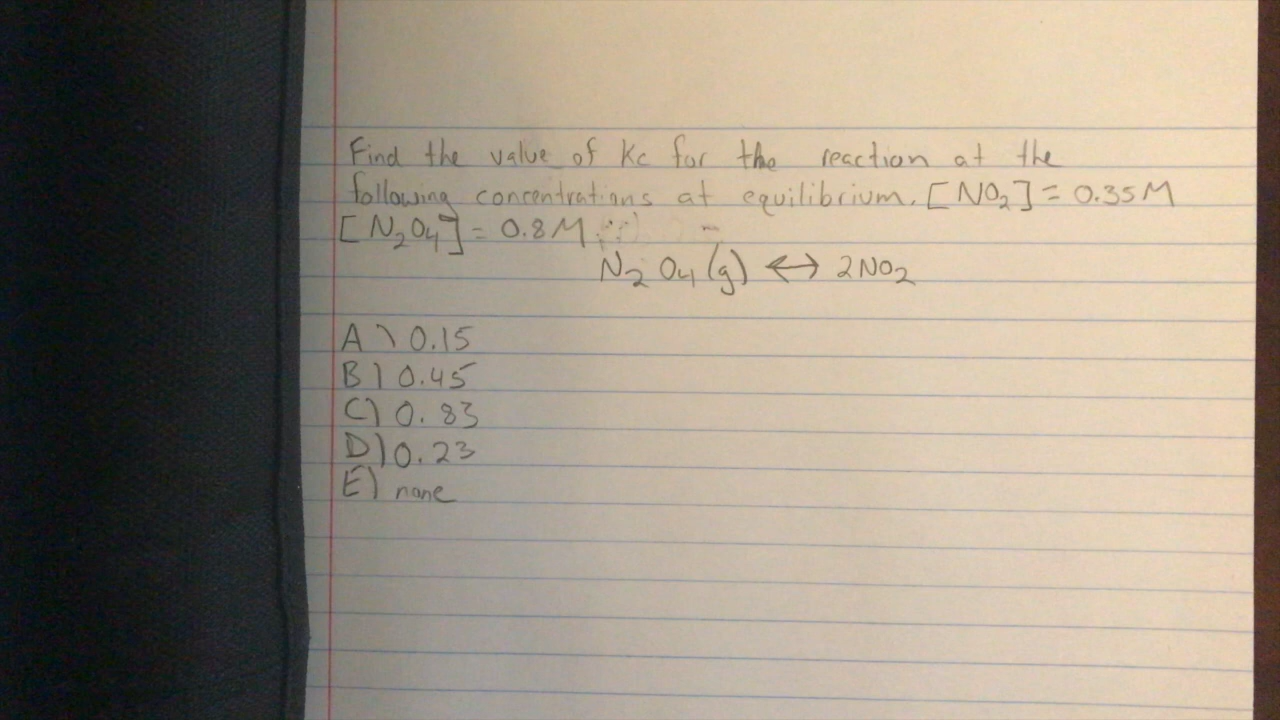 Find the value of Kc for the reaction at the
following concentrations at equilibrium. [NO₂] = 0.35M
[N₂O₄] = 0.8M
N₂O₄(g) ↔ 2NO₂
A) 0.15
B) 0.45
C) 0.83
D) 0.23
E) none